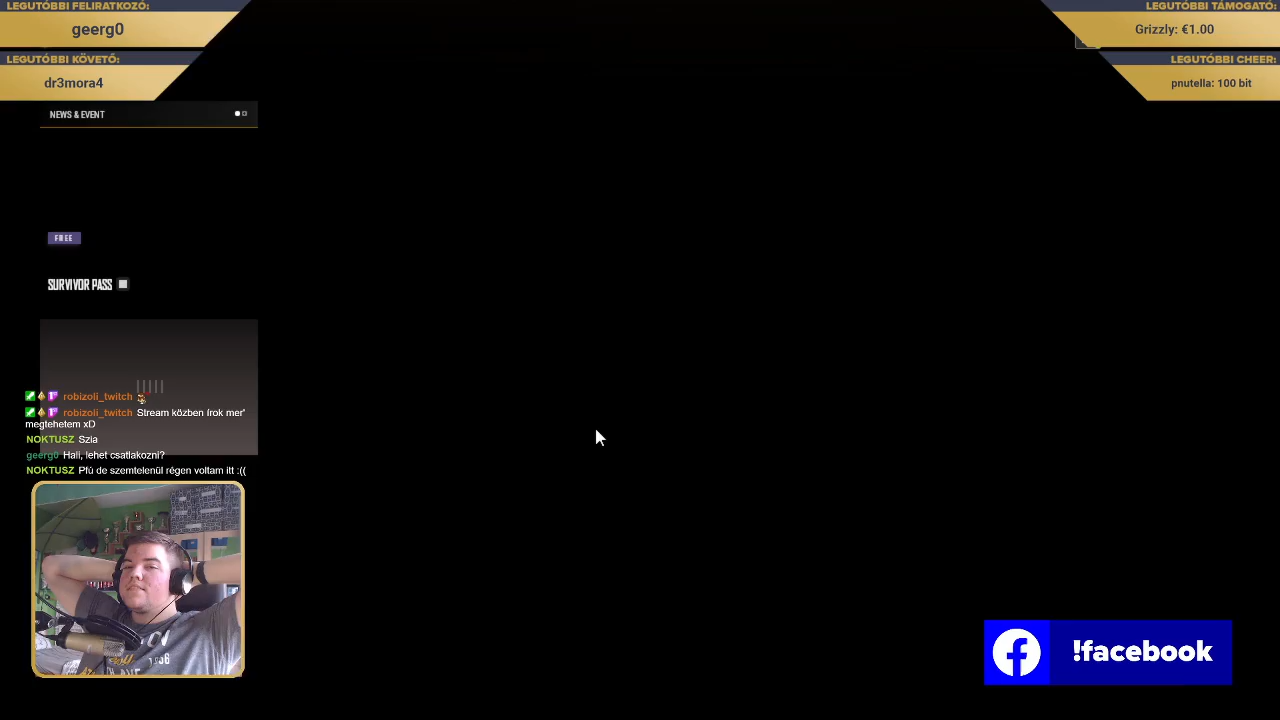 LEGUTÓBBI FELIRATKOZÓ:
geerg0
LEGUTÓBBI KÖVETŐ:
dr3mora4
LEGUTÓBBI TÁMOGATÓ:
Grizzly: €1.00
LEGUTÓBBI CHEER:
pnutella: 100 bit
NEWS & EVENT
FREE
SURVIVOR PASS
robizoli_twitch
robizoli_twitch Stream közben írok mer'
megtehetem xD
NOKTUSZ Szia
geerg0 Hali, lehet csatlakozni?
NOKTUSZ Pfú de szemtelenül régen voltam itt :((
!facebook